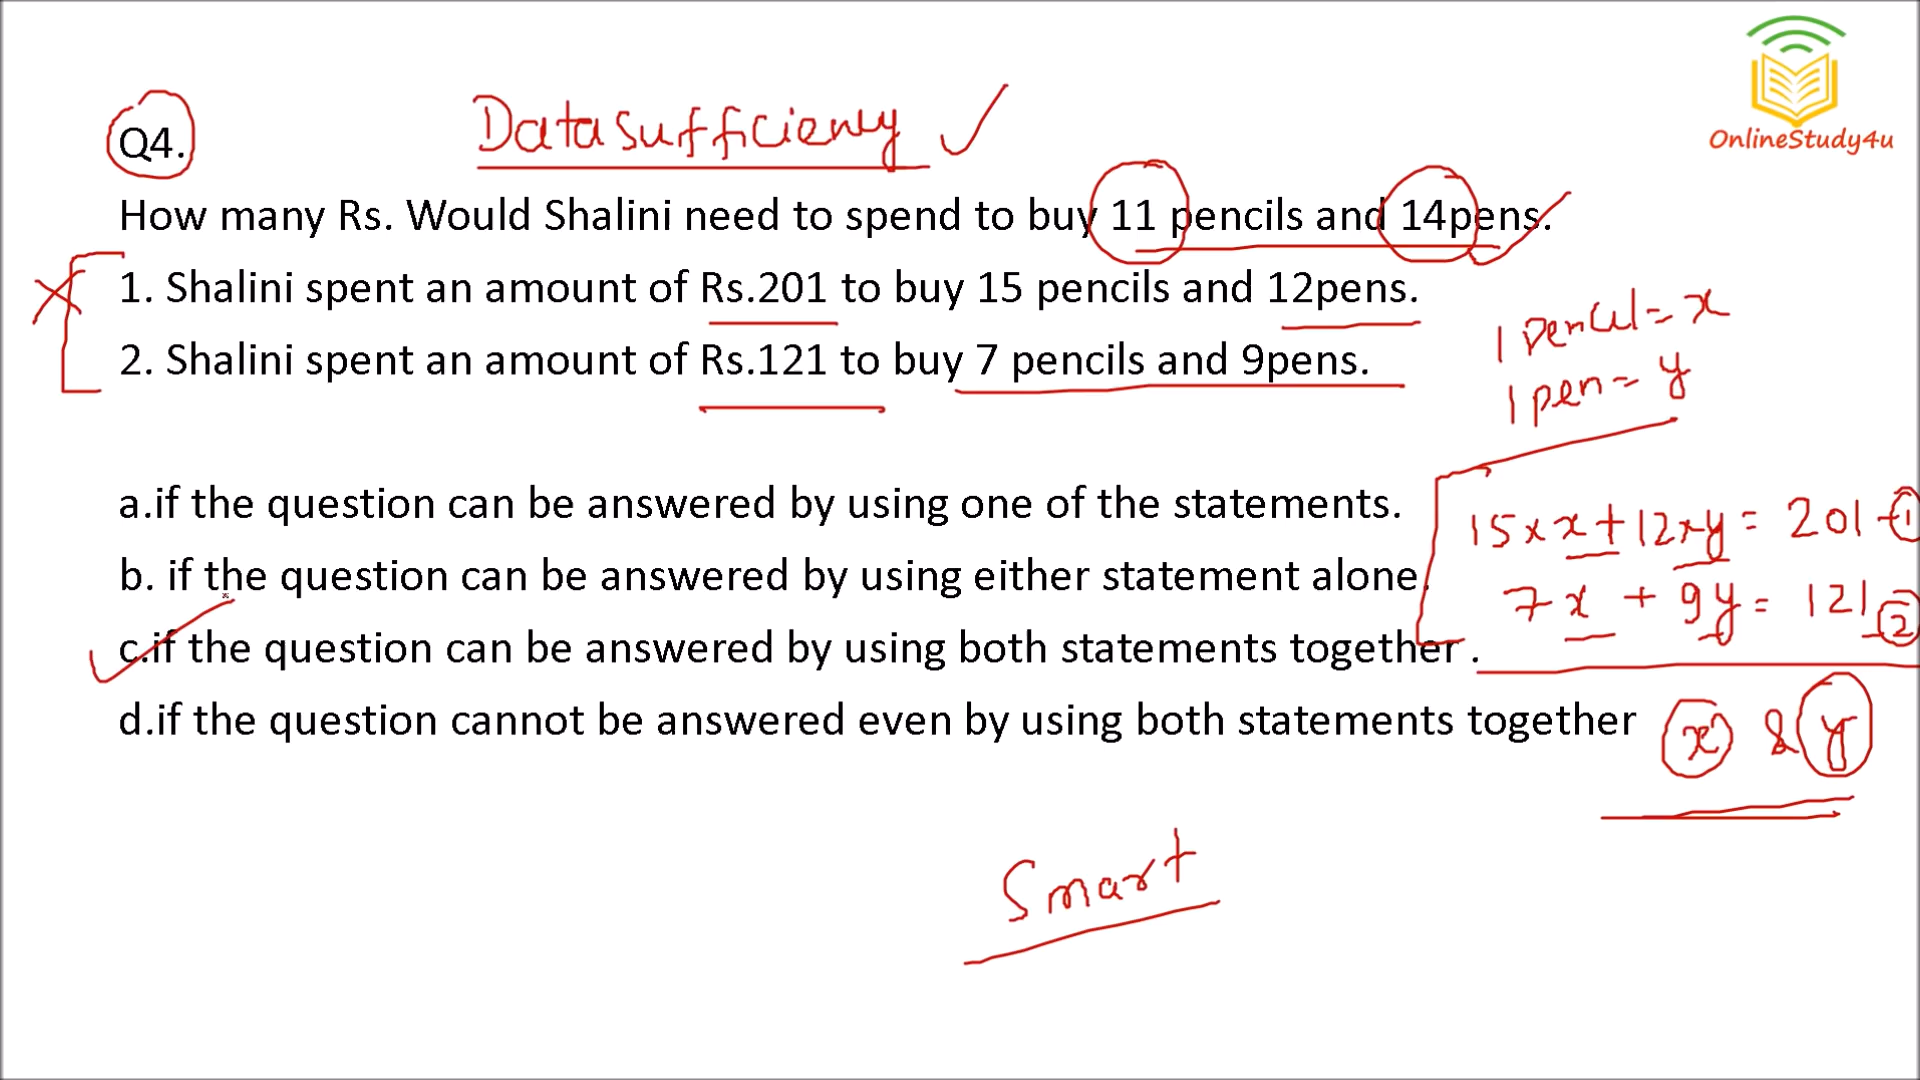 OnlineStudy4u
Datasufficiency
Q4.
How many Rs. Would Shalini need to spend to buy 11 pencils and 14pens.
1. Shalini spent an amount of Rs.201 to buy 15 pencils and 12pens.
2. Shalini spent an amount of Rs.121 to buy 7 pencils and 9pens.
1 pencil = x
1 pen = y
a.if the question can be answered by using one of the statements.
b. if the question can be answered by using either statement alone.
c.if the question can be answered by using both statements together .
d.if the question cannot be answered even by using both statements together
15 × x + 12 × y = 201 - 1
7x + 9y = 121 2
x & y
Smart